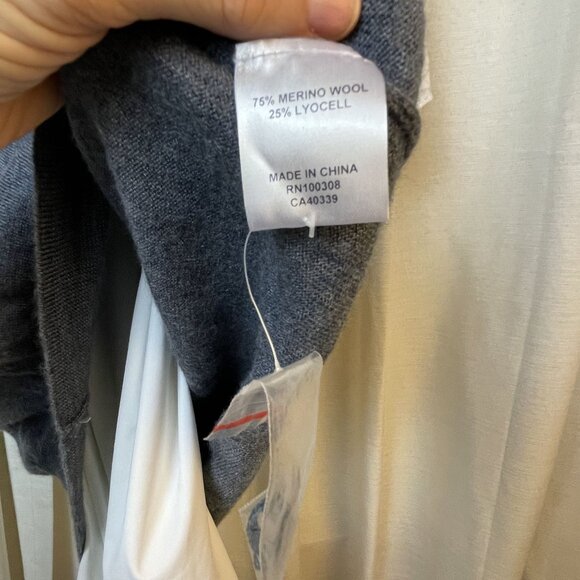 75% MERINO WOOL
25% LYOCELL
MADE IN CHINA
RN100308
CA40339